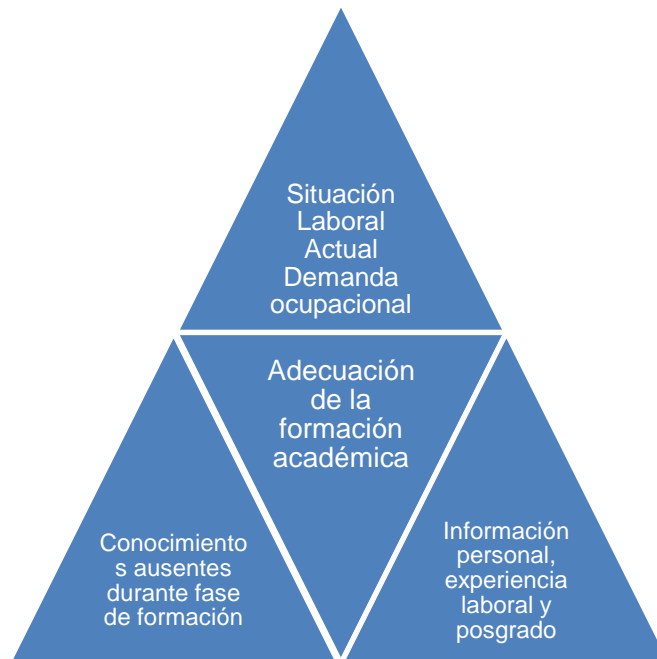 Situación
Laboral
Actual
Demanda
ocupacional
Adecuación
de la
formación
académica
Conocimiento
s ausentes
durante fase
de formación
Información
personal,
experiencia
laboral y
posgrado